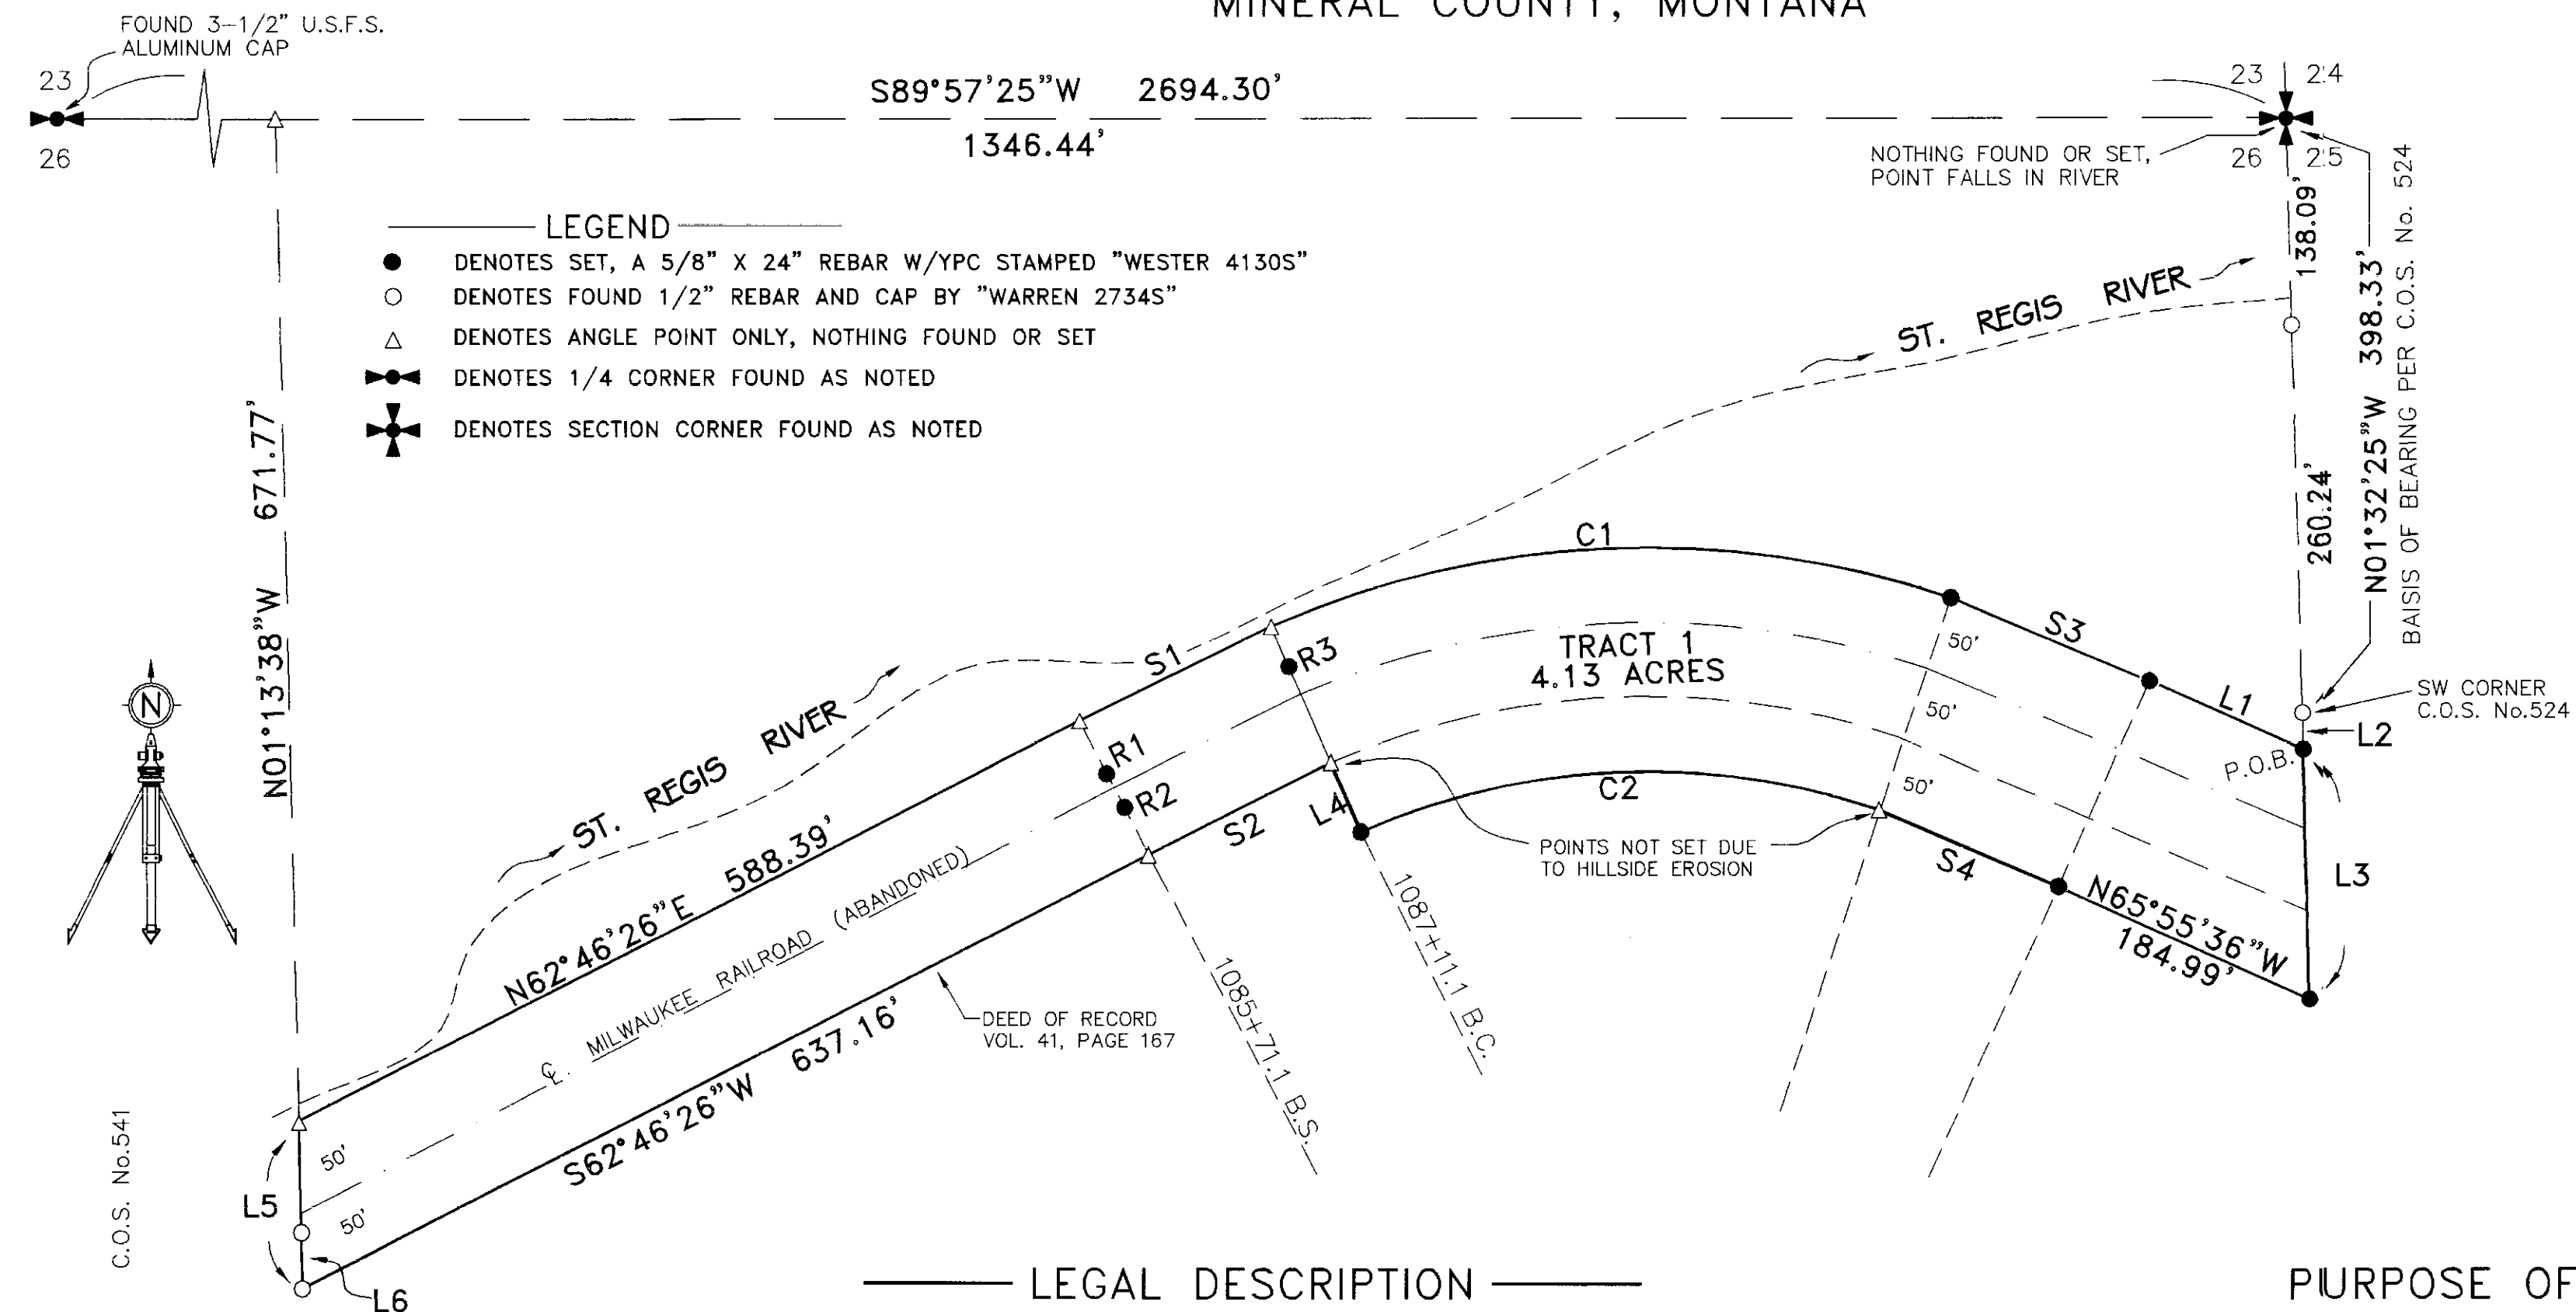 MINERAL COUNTY, MONTANA
FOUND 3-1/2" U.S.F.S.
ALUMINUM CAP
23
26
S89°57'25"W 2694.30'
1346.44'
23 24
26 25
NOTHING FOUND OR SET,
POINT FALLS IN RIVER
LEGEND
DENOTES SET, A 5/8" X 24" REBAR W/YPC STAMPED "WESTER 4130S"
DENOTES FOUND 1/2" REBAR AND CAP BY "WARREN 2734S"
DENOTES ANGLE POINT ONLY, NOTHING FOUND OR SET
DENOTES 1/4 CORNER FOUND AS NOTED
DENOTES SECTION CORNER FOUND AS NOTED
138.09'
260.24'
N01°32'25"W 398.33'
BAISIS OF BEARING PER C.O.S. No. 524
N01°13'38"W 671.77'
ST. REGIS RIVER
ST. REGIS RIVER
N
C1
S1
R3
TRACT 1
4.13 ACRES
50'
50'
50'
S3
L1
SW CORNER
C.O.S. No.524
L2
P.O.B.
L3
R1
R2
S2
L4
C2
POINTS NOT SET DUE
TO HILLSIDE EROSION
S4
N65°55'36"W
184.99'
N62°46'26"E 588.39'
℄ MILWAUKEE RAILROAD (ABANDONED)
S62°46'26"W 637.16'
DEED OF RECORD
VOL. 41, PAGE 167
1085+71.1 B.S.
1087+11.1 B.C.
C.O.S. No.541
50'
50'
L5
L6
LEGAL DESCRIPTION
PURPOSE OF